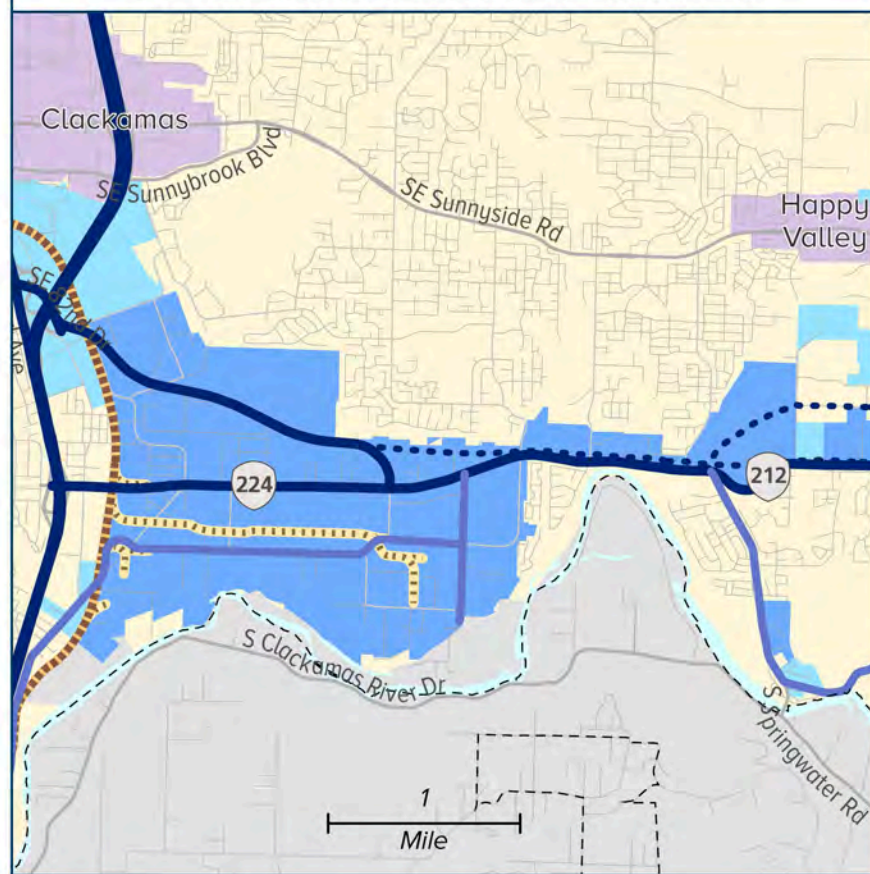 Clackamas
SE Sunnybrook Blvd
SE Sunnyside Rd
Happy
Valley
SE 82nd Dr
Ave
224
212
S Clackamas River Dr
S Springwater Rd
1
Mile